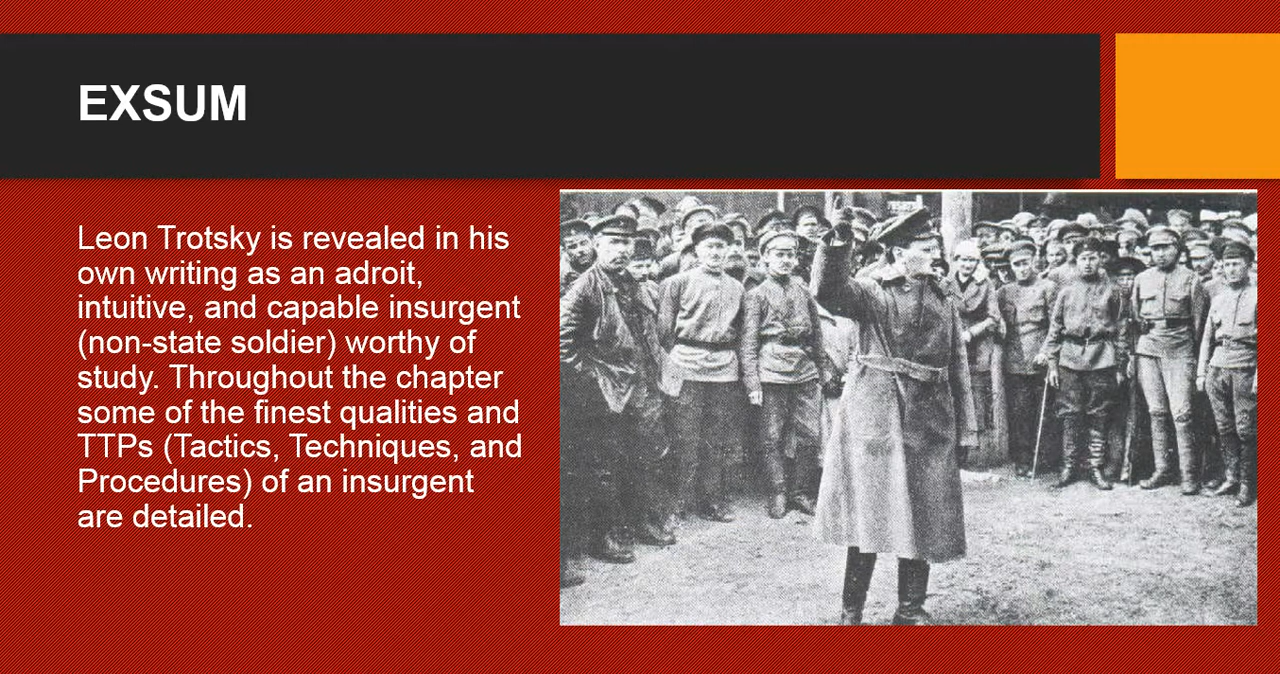 EXSUM
Leon Trotsky is revealed in his
own writing as an adroit,
intuitive, and capable insurgent
(non-state soldier) worthy of
study. Throughout the chapter
some of the finest qualities and
TTPs (Tactics, Techniques, and
Procedures) of an insurgent
are detailed.